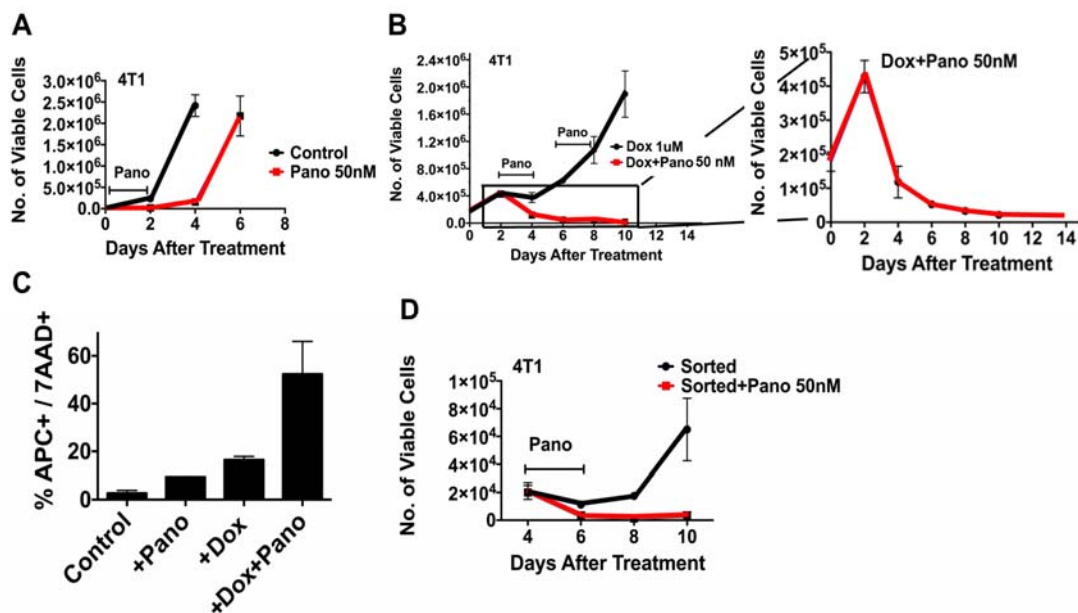 A
4T1
No. of Viable Cells
3.0×10⁶
2.5×10⁶
2.0×10⁶
1.5×10⁶
1.0×10⁶
5.0×10⁵
0.0
Pano
Control
Pano 50nM
0 2 4 6 8
Days After Treatment
B
4T1
No. of Viable Cells
2.4×10⁶
2.0×10⁶
1.6×10⁶
1.2×10⁶
8.0×10⁵
4.0×10⁵
0.0
Pano
Pano
Dox 1uM
Dox+Pano 50 nM
0 2 4 6 8 10 12 14
Days After Treatment
Dox+Pano 50nM
No. of Viable Cells
5×10⁵
4×10⁵
3×10⁵
2×10⁵
1×10⁵
0
0 2 4 6 8 10 12 14
Days After Treatment
C
% APC+ / 7AAD+
60
40
20
0
Control
+Pano
+Dox
+Dox+Pano
D
4T1
Sorted
Sorted+Pano 50nM
No. of Viable Cells
1×10⁵
8×10⁴
6×10⁴
4×10⁴
2×10⁴
0
Pano
4 6 8 10
Days After Treatment